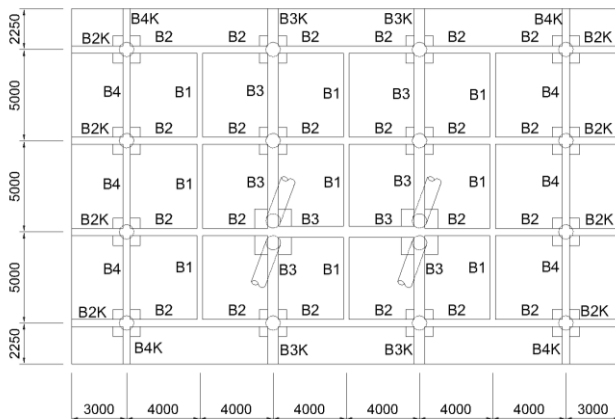 B4K B3K B3K B4K
2250
B2K B2 B2 B2 B2 B2 B2 B2K
5000
B4 B1 B3 B1 B3 B1 B4
B2K B2 B2 B2 B2 B2 B2 B2K
5000
B4 B1 B3 B1 B3 B1 B4
B2K B2 B2 B3 B3 B2 B2 B2K
5000
B4 B1 B3 B1 B3 B1 B4
B2K B2 B2 B2 B2 B2 B2 B2K
2250
B4K B3K B3K B4K
3000 4000 4000 4000 4000 4000 4000 3000